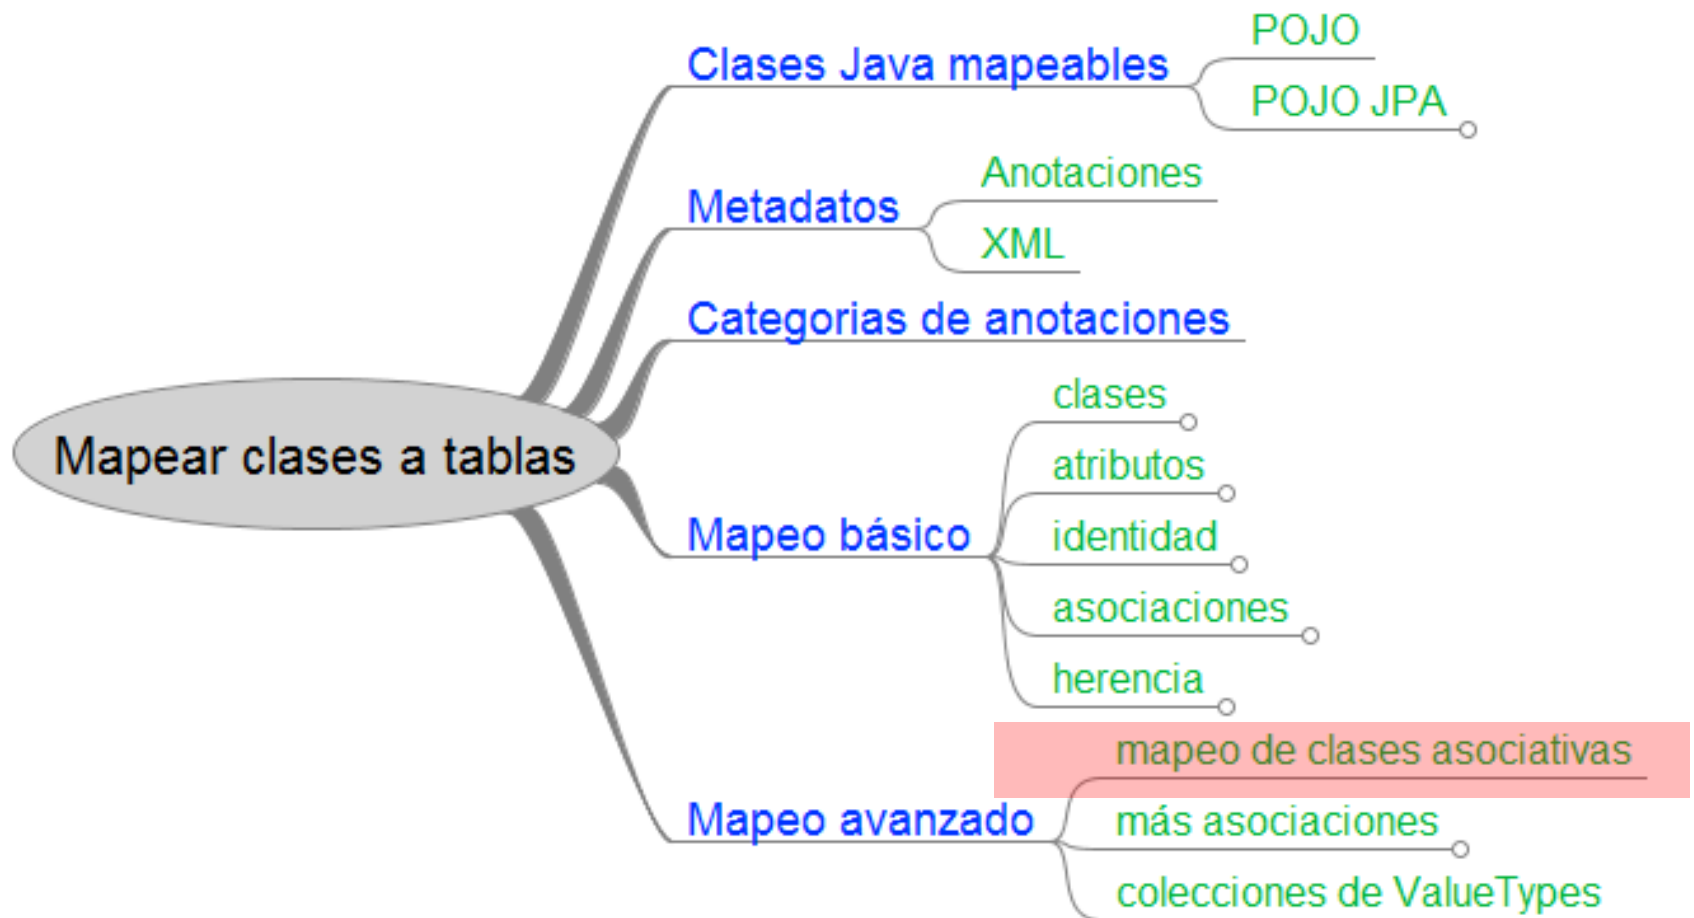 Mapear clases a tablas
Clases Java mapeables
POJO
POJO JPA
Metadatos
Anotaciones
XML
Categorias de anotaciones
Mapeo básico
clases
atributos
identidad
asociaciones
herencia
Mapeo avanzado
mapeo de clases asociativas
más asociaciones
colecciones de ValueTypes